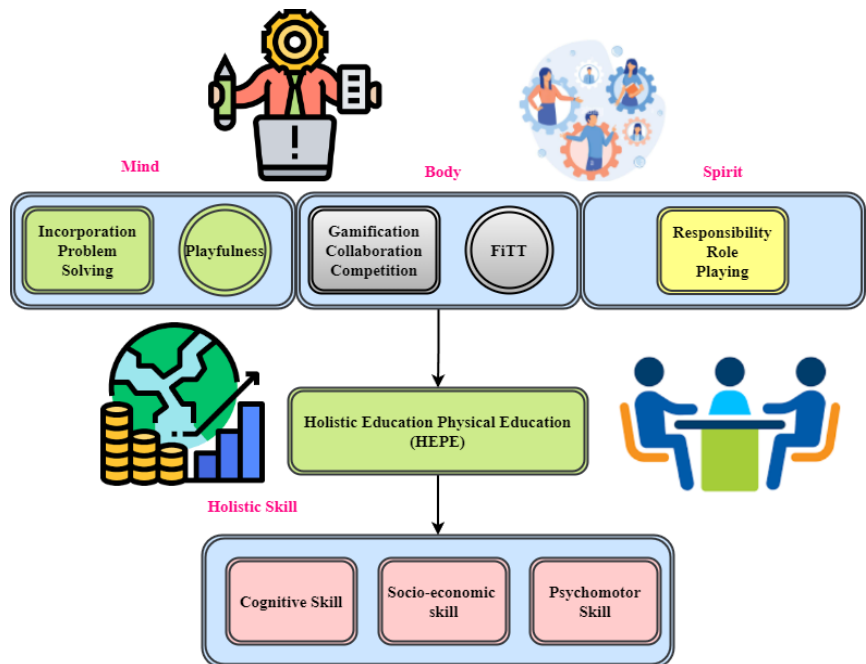 Mind
Body
Spirit
Incorporation
Problem
Solving
Playfulness
Gamification
Collaboration
Competition
FiTT
Responsibility
Role
Playing
Holistic Education Physical Education
(HEPE)
Holistic Skill
Cognitive Skill
Socio-economic
skill
Psychomotor
Skill